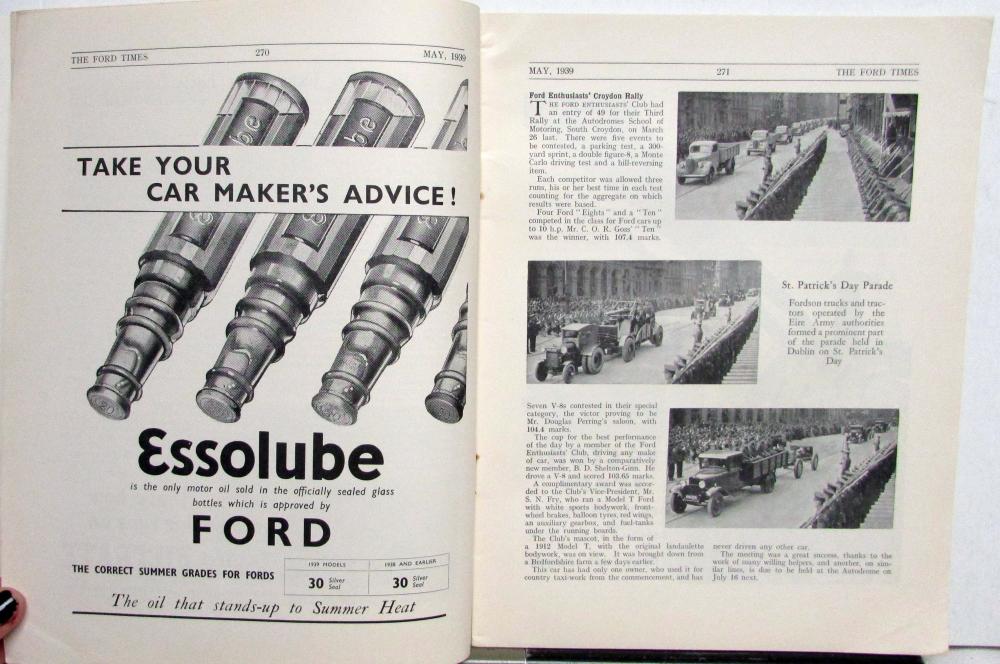 THE FORD TIMES 270 MAY, 1939
TAKE YOUR
CAR MAKER'S ADVICE!
Essolube
is the only motor oil sold in the officially sealed glass
bottles which is approved by
FORD
THE CORRECT SUMMER GRADES FOR FORDS
1939 MODELS
30 Silver Seal
1938 AND EARLIER
30 Silver Seal
The oil that stands-up to Summer Heat
MAY, 1939 271 THE FORD TIMES
Ford Enthusiasts' Croydon Rally
THE FORD ENTHUSIASTS' Club had
an entry of 49 for their Third
Rally at the Autodromes School of
Motoring, South Croydon, on March
26 last. There were five events to
be contested, a parking test, a 300-
yard sprint, a double figure-8, a Monte
Carlo driving test and a hill-reversing
item.
Each competitor was allowed three
runs, his or her best time in each test
counting for the aggregate on which
results were based.
Four Ford "Eights" and a "Ten"
competed in the class for Ford cars up
to 10 h.p. Mr. C. O. R. Goss' "Ten"
was the winner, with 107.4 marks.
St. Patrick's Day Parade
Fordson trucks and trac-
tors operated by the
Eire Army authorities
formed a prominent part
of the parade held in
Dublin on St. Patrick's
Day
Seven V-8s contested in their special
category, the victor proving to be
Mr. Douglas Perring's saloon, with
104.4 marks.
The cup for the best performance
of the day by a member of the Ford
Enthusiasts' Club, driving any make
of car, was won by a comparatively
new member, B. D. Shelton-Ginn. He
drove a V-8 and scored 103.65 marks.
A complimentary award was accor-
ded to the Club's Vice-President, Mr.
S. N. Fry, who ran a Model T Ford
with white sports bodywork, front-
wheel brakes, balloon tyres, red wings,
an auxiliary gearbox, and fuel-tanks
under the running boards.
The Club's mascot, in the form of
a 1912 Model T, with the original landaulette
bodywork, was on view. It was brought down from
a Bedfordshire farm a few days earlier.
This car has had only one owner, who used it for
country taxi-work from the commencement, and has
never driven any other car.
The meeting was a great success, thanks to the
work of many willing helpers, and another, on sim-
ilar lines, is due to be held at the Autodrome on
July 16 next.